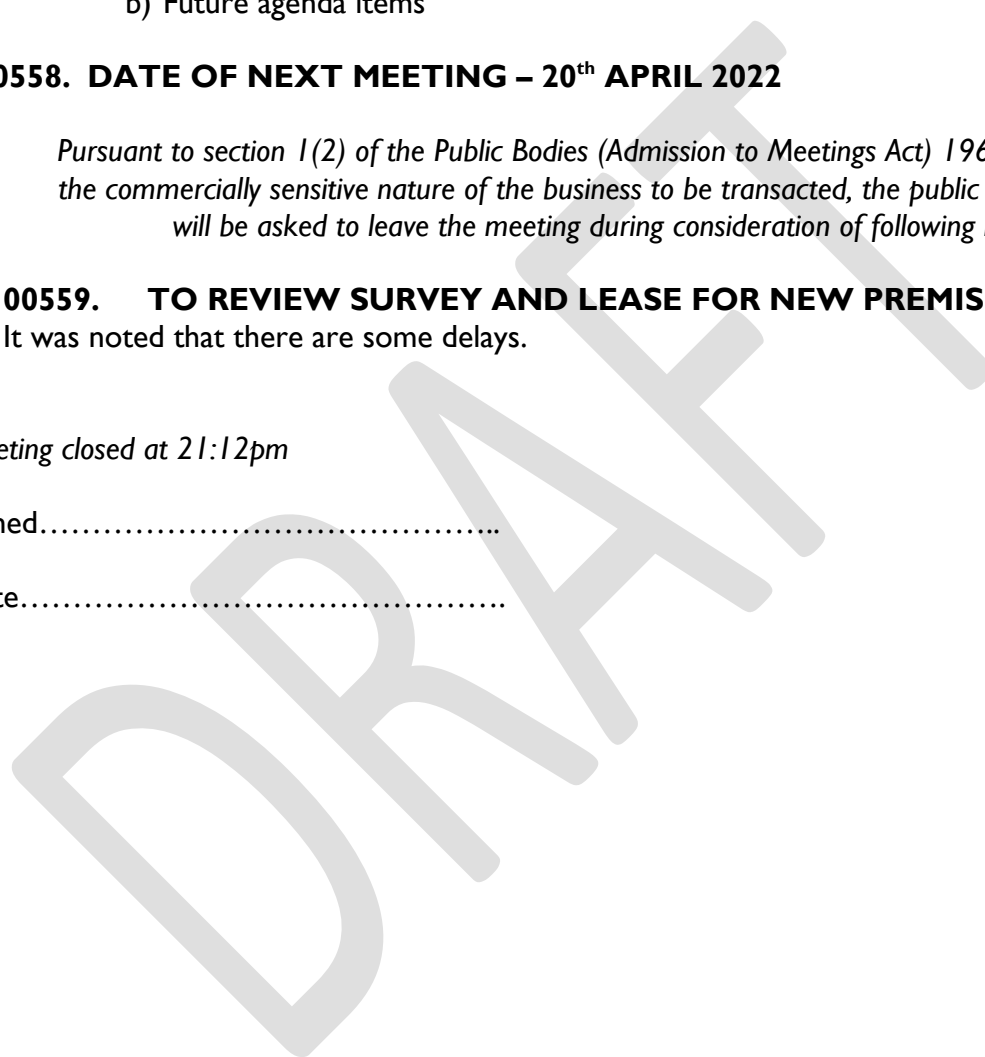 b) Future agenda items
0558. DATE OF NEXT MEETING – 20th APRIL 2022
Pursuant to section 1(2) of the Public Bodies (Admission to Meetings Act) 196
the commercially sensitive nature of the business to be transacted, the public
will be asked to leave the meeting during consideration of following
00559. TO REVIEW SURVEY AND LEASE FOR NEW PREMIS
It was noted that there are some delays.
eting closed at 21:12pm
ned……………………………………..
te……………………………………….
DRAFT